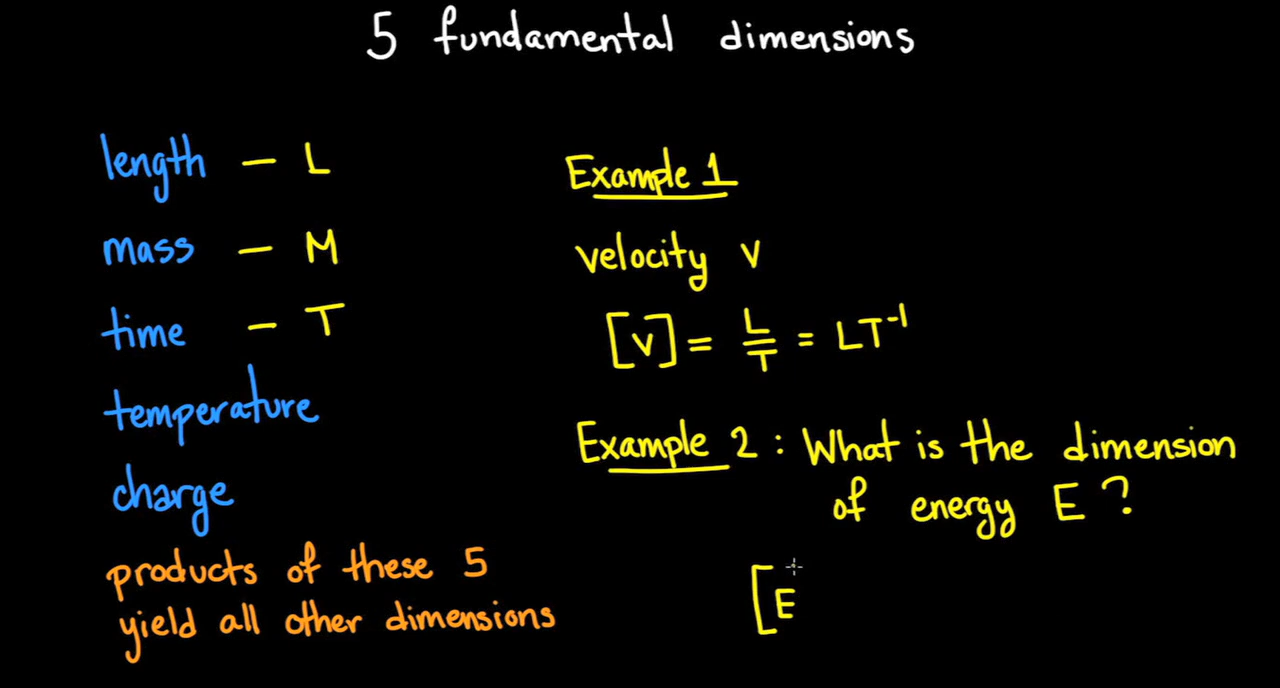 5 fundamental dimensions
length - L
mass - M
time - T
temperature
charge
products of these 5
yield all other dimensions
Example 1
velocity v
[v] = L/T = LT⁻¹
Example 2 : What is the dimension
of energy E ?
[E